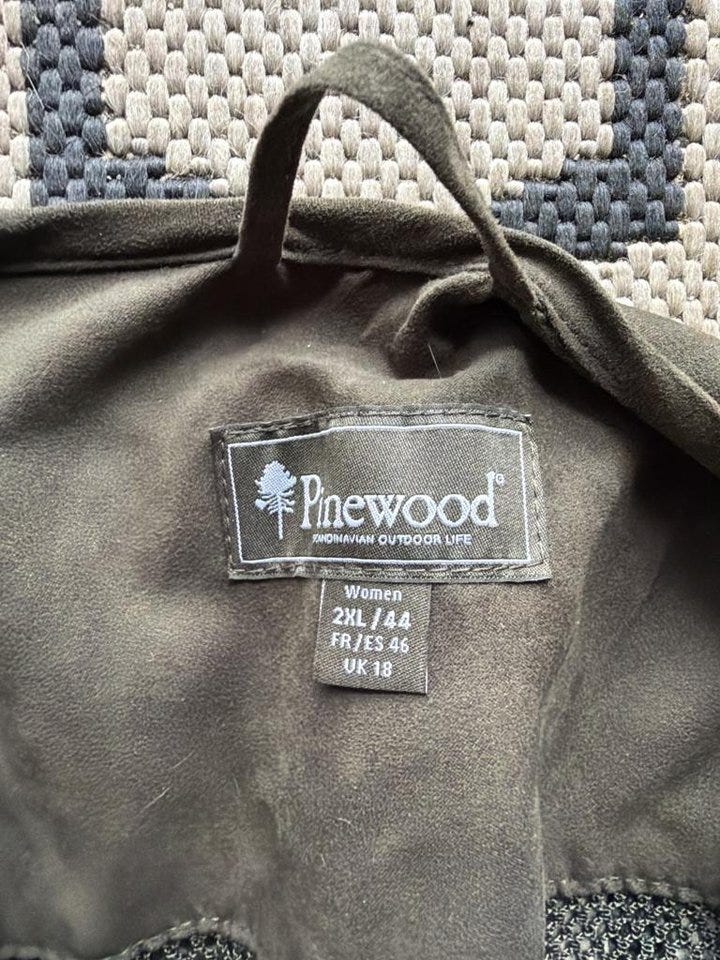 Pinewood®
SCANDINAVIAN OUTDOOR LIFE
Women
2XL/44
FR/ES 46
UK 18